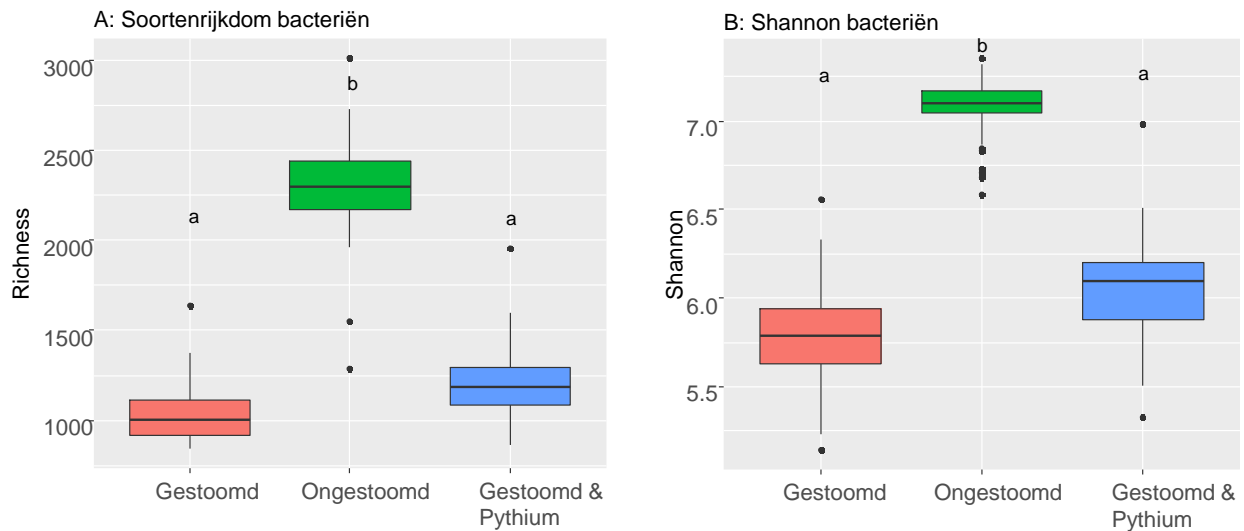 A: Soortenrijkdom bacteriën
Richness
3000
2500
2000
1500
1000
a
b
a
Gestoomd
Ongestoomd
Gestoomd &
Pythium
B: Shannon bacteriën
Shannon
7.0
6.5
6.0
5.5
a
b
a
Gestoomd
Ongestoomd
Gestoomd &
Pythium